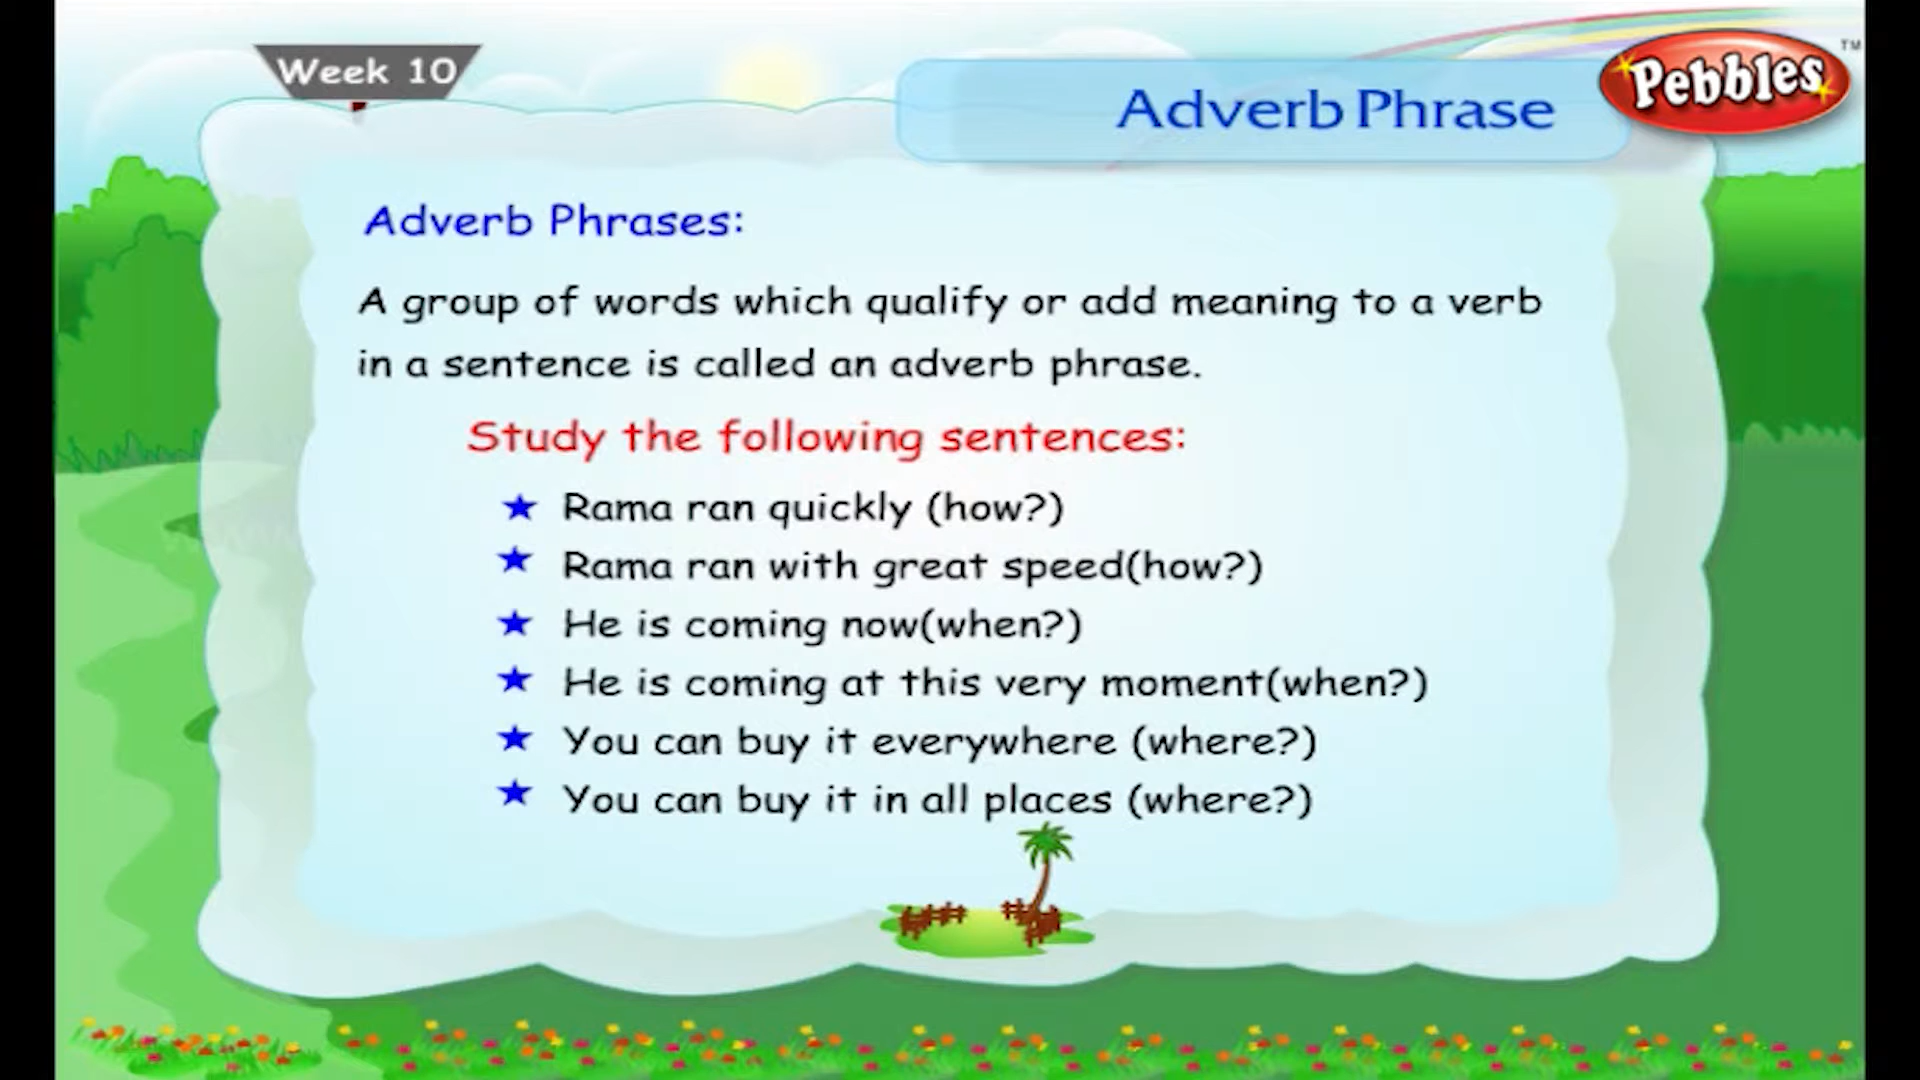 Week 10
Adverb Phrase
Pebbles
TM
Adverb Phrases:
A group of words which qualify or add meaning to a verb
in a sentence is called an adverb phrase.
Study the following sentences:
Rama ran quickly (how?)
Rama ran with great speed(how?)
He is coming now(when?)
He is coming at this very moment(when?)
You can buy it everywhere (where?)
You can buy it in all places (where?)